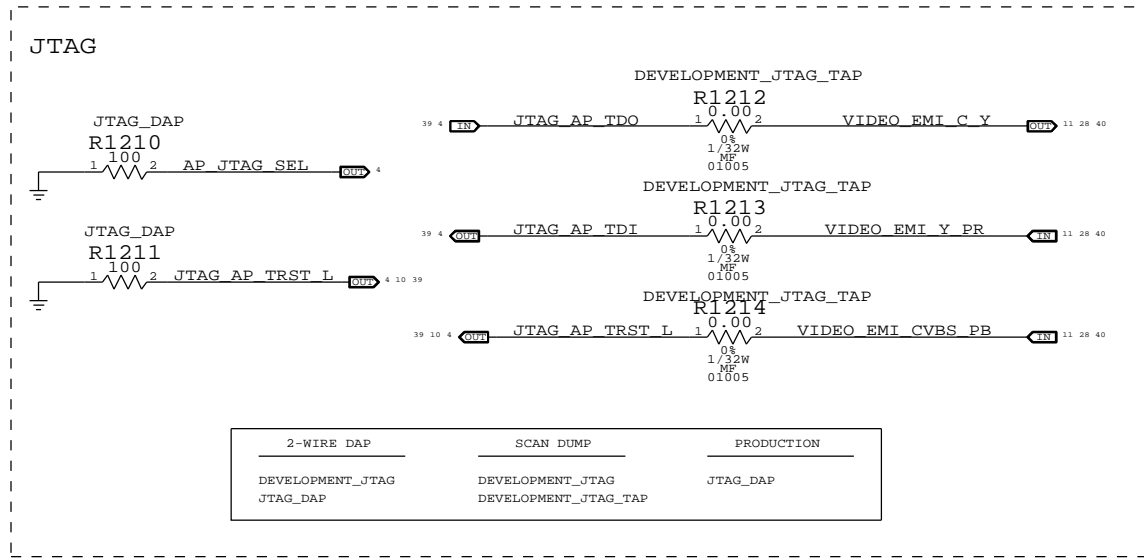 JTAG
JTAG_DAP
R1210
100
1 2 AP_JTAG_SEL OUT 4
JTAG_DAP
R1211
100
1 2 JTAG_AP_TRST_L OUT 4 10 39
DEVELOPMENT_JTAG_TAP
R1212
0.00
39 4 IN JTAG_AP_TDO 1 2 VIDEO_EMI_C_Y OUT 11 28 40
0%
1/32W
MF
01005
DEVELOPMENT_JTAG_TAP
R1213
0.00
39 4 OUT JTAG_AP_TDI 1 2 VIDEO_EMI_Y_PR IN 11 28 40
0%
1/32W
MF
01005
DEVELOPMENT_JTAG_TAP
R1214
0.00
39 10 4 OUT JTAG_AP_TRST_L 1 2 VIDEO_EMI_CVBS_PB IN 11 28 40
0%
1/32W
MF
01005
2-WIRE DAP SCAN DUMP PRODUCTION
DEVELOPMENT_JTAG DEVELOPMENT_JTAG JTAG_DAP
JTAG_DAP DEVELOPMENT_JTAG_TAP